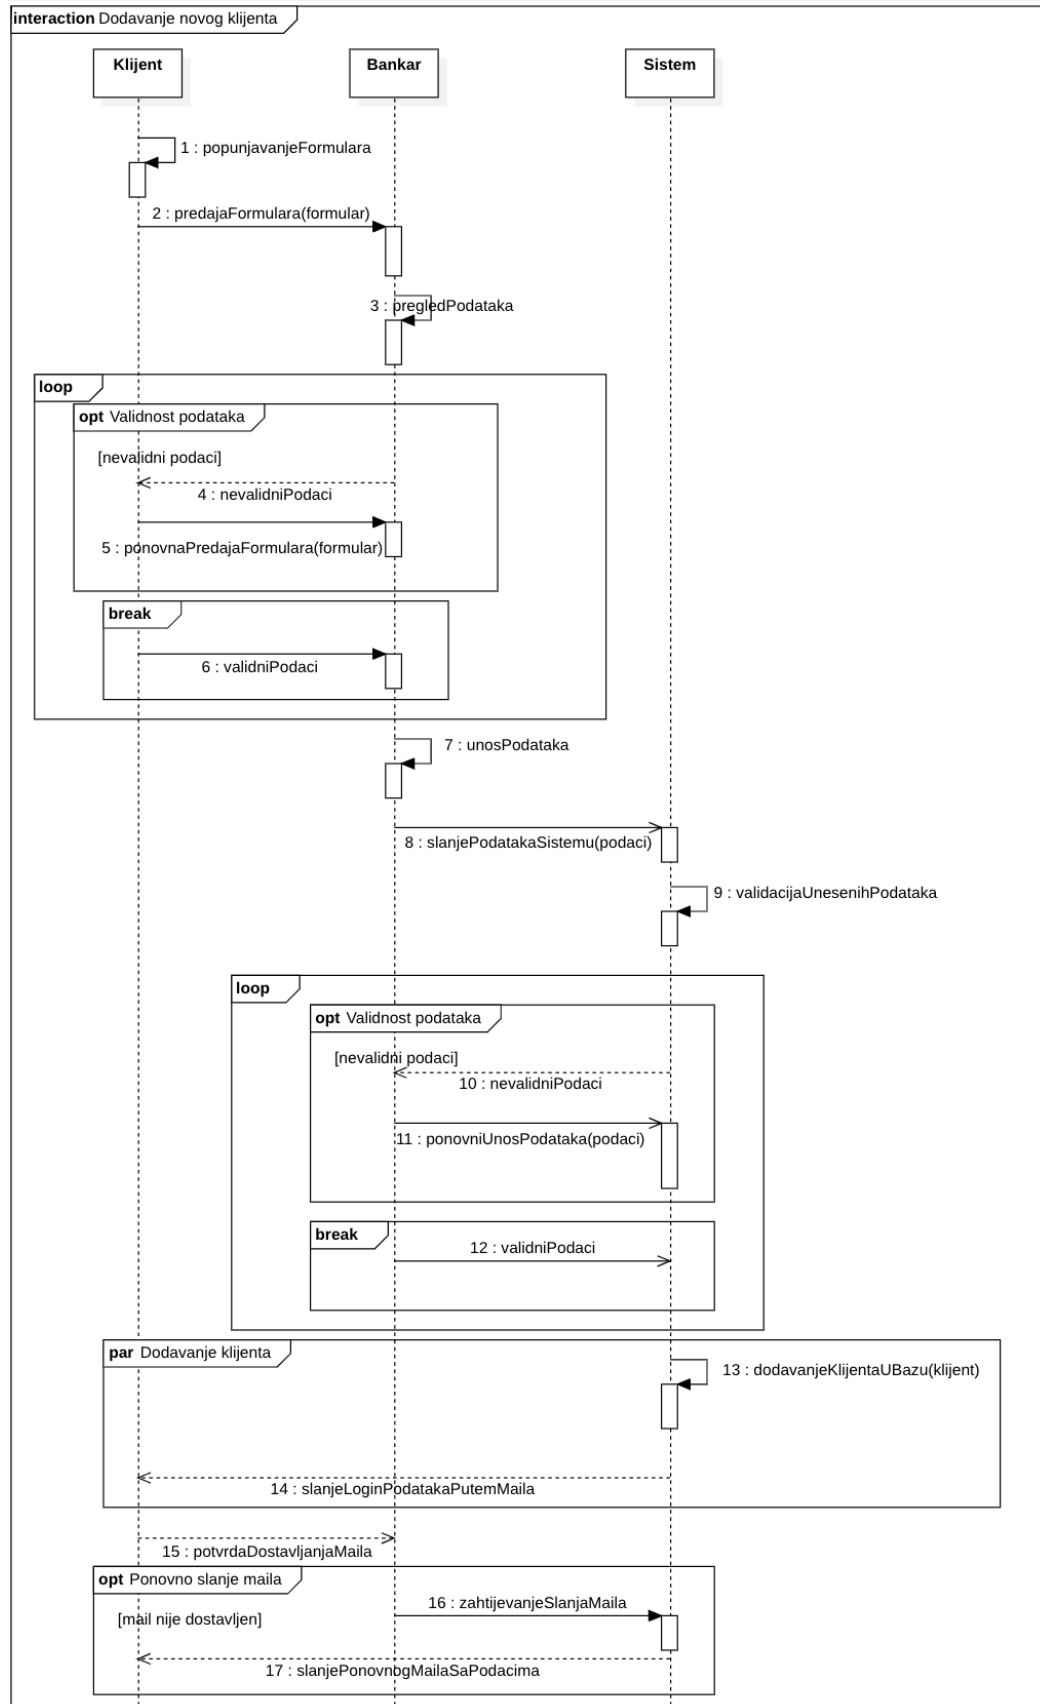 interaction Dodavanje novog klijenta
Klijent Bankar Sistem
1 : popunjavanjeFormulara
2 : predajaFormulara(formular)
3 : pregledPodataka
loop
opt Validnost podataka
[nevalidni podaci]
4 : nevalidniPodaci
5 : ponovnaPredajaFormulara(formular)
break
6 : validniPodaci
7 : unosPodataka
8 : slanjePodatakaSistemu(podaci)
9 : validacijaUnesenihPodataka
loop
opt Validnost podataka
[nevalidni podaci]
10 : nevalidniPodaci
11 : ponovniUnosPodataka(podaci)
break
12 : validniPodaci
par Dodavanje klijenta
13 : dodavanjeKlijentaUBazu(klijent)
14 : slanjeLoginPodatakaPutemMaila
15 : potvrdaDostavljanjaMaila
opt Ponovno slanje maila
16 : zahtijevanjeSlanjaMaila
[mail nije dostavljen]
17 : slanjePonovnogMailaSaPodacima